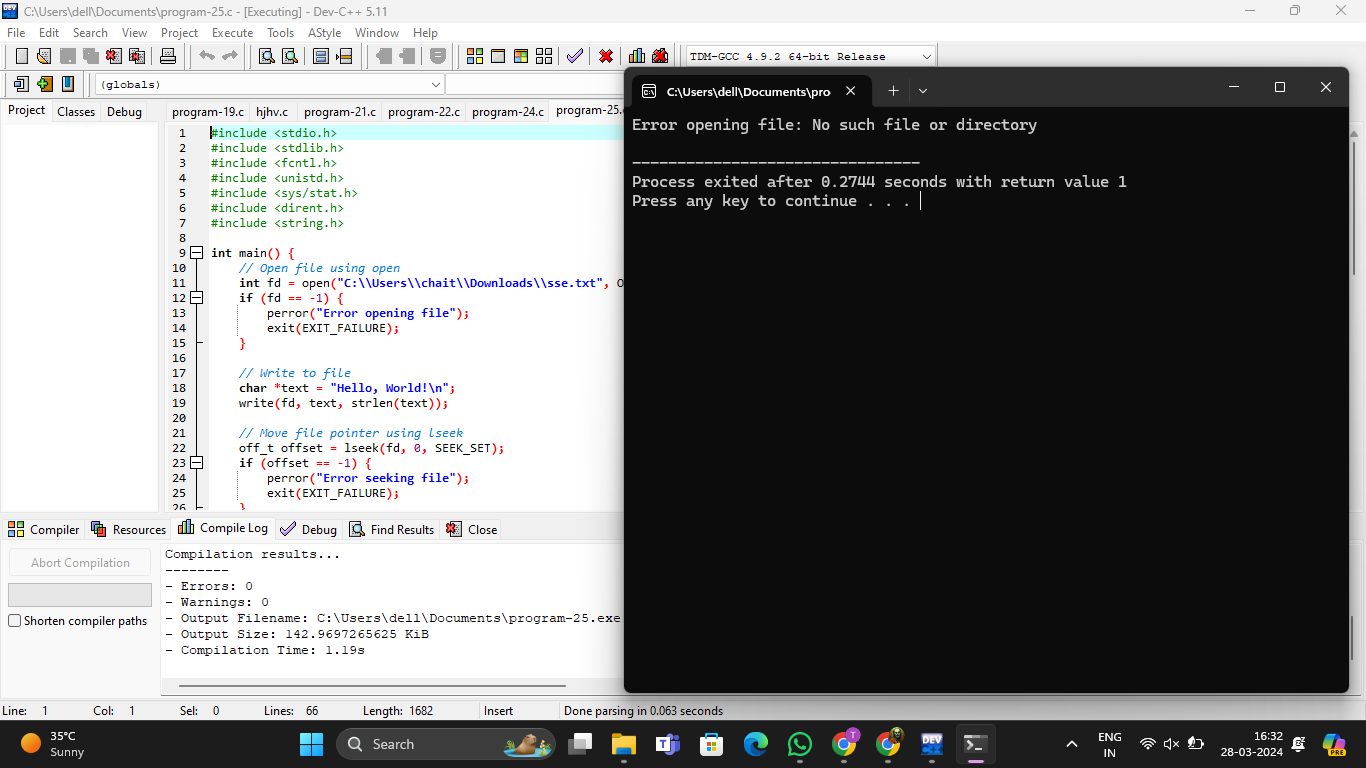 C:\Users\dell\Documents\program-25.c - [Executing] - Dev-C++ 5.11
File Edit Search View Project Execute Tools AStyle Window Help
TDM-GCC 4.9.2 64-bit Release
(globals)
Project Classes Debug
program-19.c hjhv.c program-21.c program-22.c program-24.c program-25.
1 #include <stdio.h>
2 #include <stdlib.h>
3 #include <fcntl.h>
4 #include <unistd.h>
5 #include <sys/stat.h>
6 #include <dirent.h>
7 #include <string.h>
8
9 int main() {
10 // Open file using open
11 int fd = open("C:\\Users\\chait\\Downloads\\sse.txt", O
12 if (fd == -1) {
13 perror("Error opening file");
14 exit(EXIT_FAILURE);
15 }
16
17 // Write to file
18 char *text = "Hello, World!\n";
19 write(fd, text, strlen(text));
20
21 // Move file pointer using lseek
22 off_t offset = lseek(fd, 0, SEEK_SET);
23 if (offset == -1) {
24 perror("Error seeking file");
25 exit(EXIT_FAILURE);
26 }
C:\Users\dell\Documents\pro
Error opening file: No such file or directory
--------------------------------
Process exited after 0.2744 seconds with return value 1
Press any key to continue . . .
Compiler Resources Compile Log Debug Find Results Close
Abort Compilation
Shorten compiler paths
Compilation results...
--------
- Errors: 0
- Warnings: 0
- Output Filename: C:\Users\dell\Documents\program-25.exe
- Output Size: 142.9697265625 KiB
- Compilation Time: 1.19s
Line: 1 Col: 1 Sel: 0 Lines: 66 Length: 1682 Insert Done parsing in 0.063 seconds
35°C
Sunny
Search
DEV
T
ENG
IN
16:32
28-03-2024
PRE